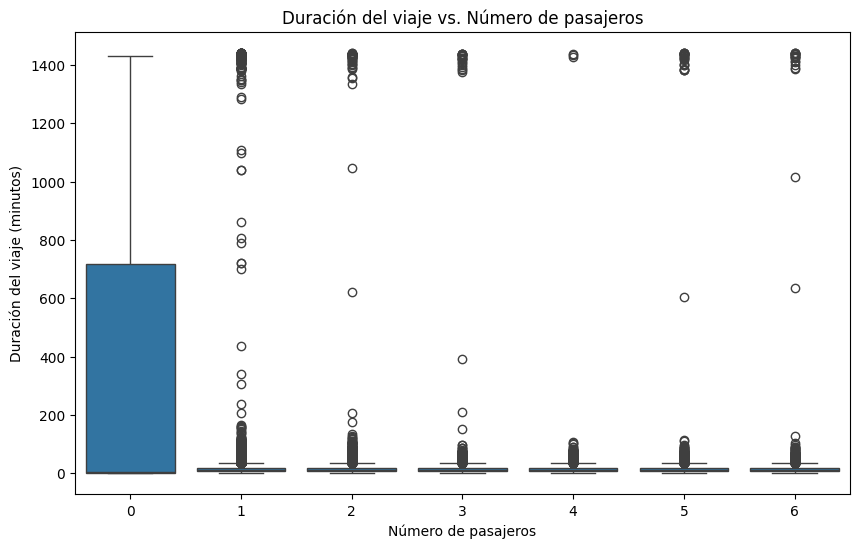 Duración del viaje vs. Número de pasajeros
Duración del viaje (minutos)
1400
1200
1000
800
600
400
200
0
0 1 2 3 4 5 6
Número de pasajeros